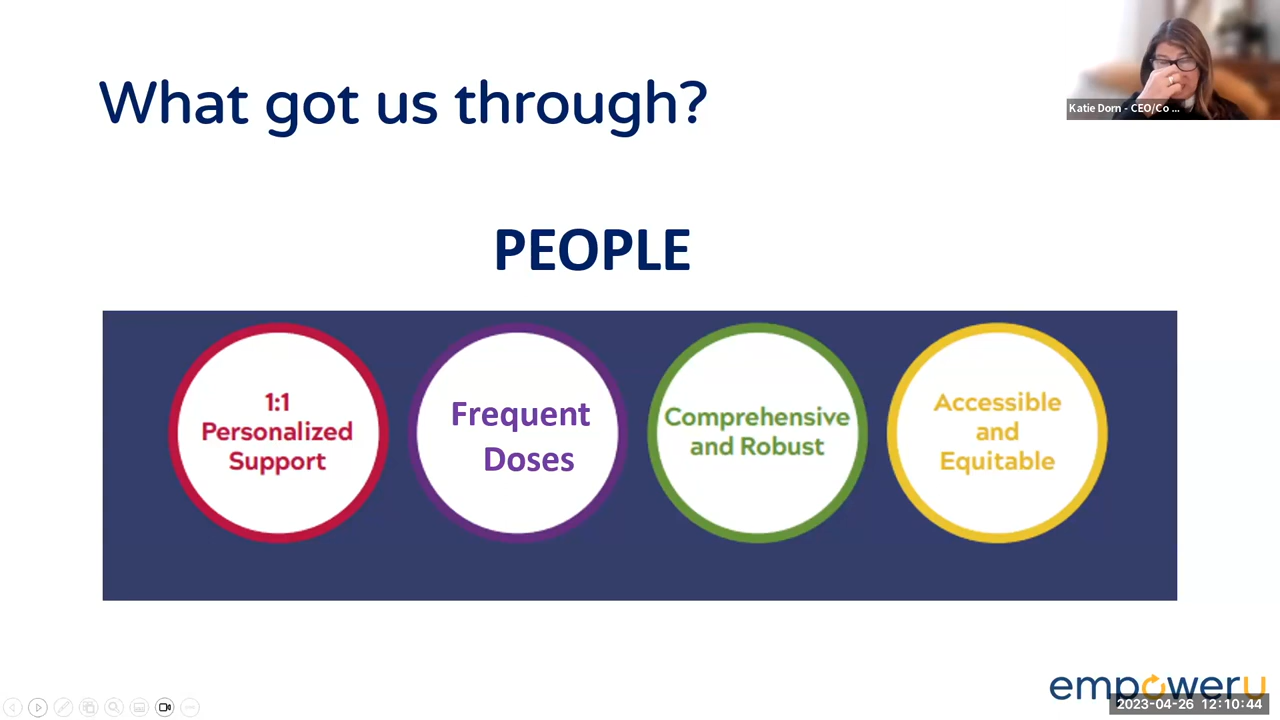 What got us through?
Katie Dorn - CEO/Co ...
PEOPLE
1:1
Personalized
Support
Frequent
Doses
Comprehensive
and Robust
Accessible
and
Equitable
empoweru
2023-04-26 12:10:44